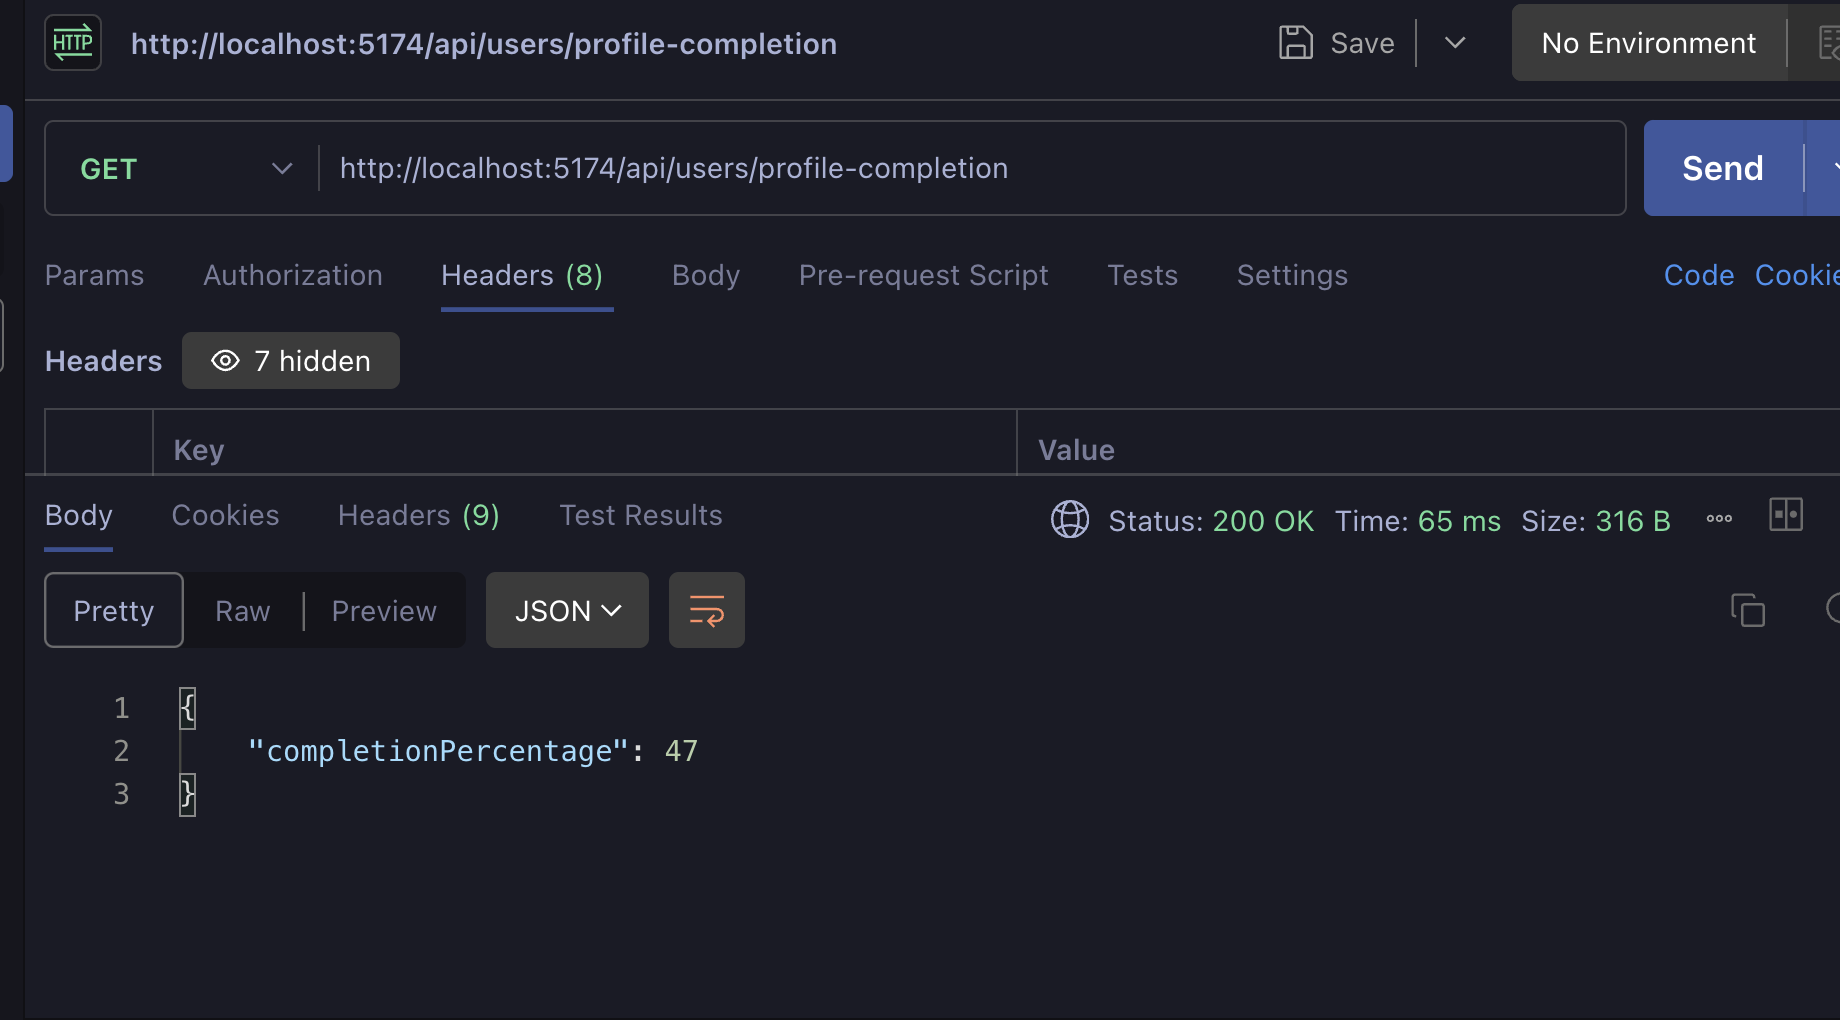 HTTP http://localhost:5174/api/users/profile-completion Save No Environment
GET http://localhost:5174/api/users/profile-completion Send
Params Authorization Headers (8) Body Pre-request Script Tests Settings Code Cookie
Headers 7 hidden
Key Value
Body Cookies Headers (9) Test Results Status: 200 OK Time: 65 ms Size: 316 B
Pretty Raw Preview JSON
1 {
2 "completionPercentage": 47
3 }